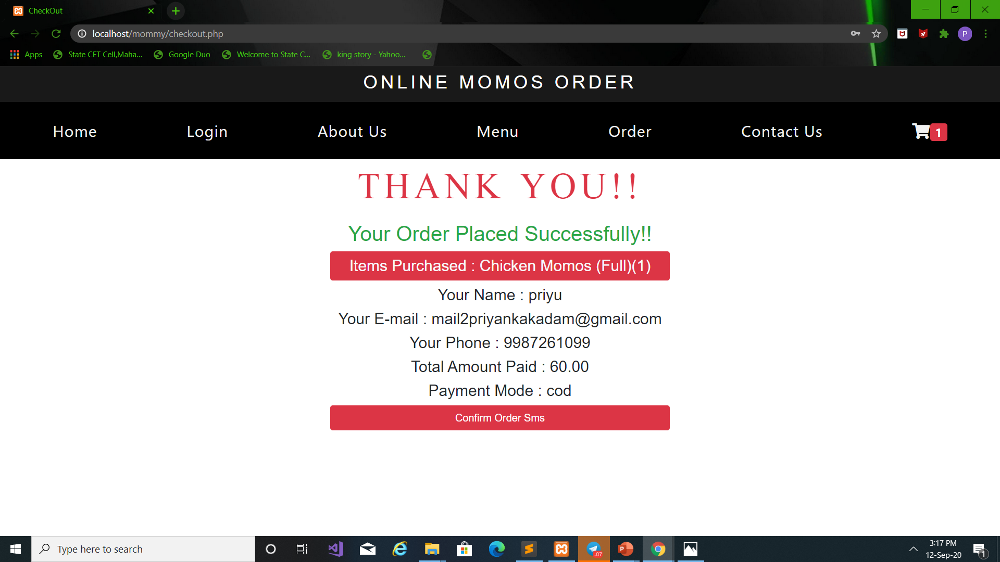 CheckOut
localhost/mommy/checkout.php
P
Apps
State CET Cell,Maha...
Google Duo
Welcome to State C...
king story - Yahoo...
ONLINE MOMOS ORDER
Home
Login
About Us
Menu
Order
Contact Us
1
THANK YOU!!
Your Order Placed Successfully!!
Items Purchased : Chicken Momos (Full)(1)
Your Name : priyu
Your E-mail : mail2priyankakadam@gmail.com
Your Phone : 9987261099
Total Amount Paid : 60.00
Payment Mode : cod
Confirm Order Sms
Type here to search
..07
P
3:17 PM
12-Sep-20
1